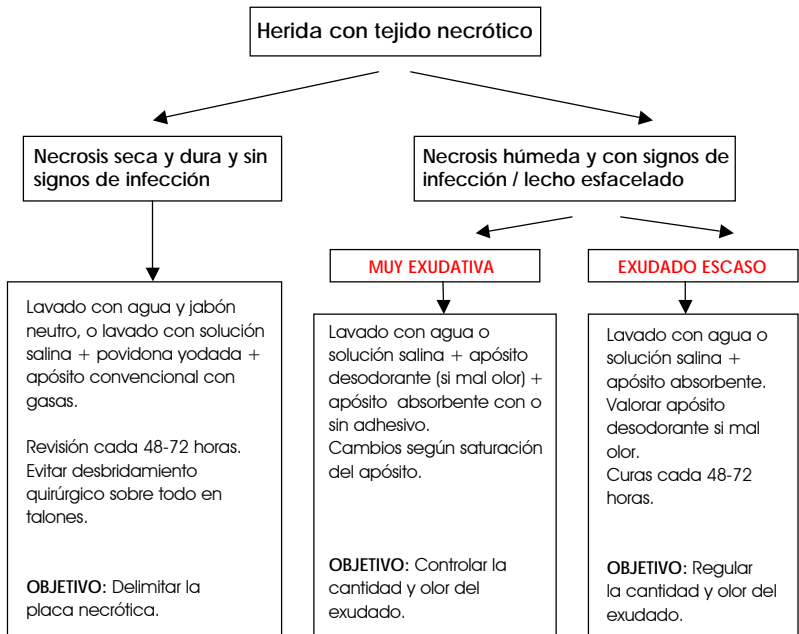 Herida con tejido necrótico
Necrosis seca y dura y sin
signos de infección
Necrosis húmeda y con signos de
infección / lecho esfacelado
MUY EXUDATIVA
EXUDADO ESCASO
Lavado con agua y jabón
neutro, o lavado con solución
salina + povidona yodada +
apósito convencional con
gasas.
Revisión cada 48-72 horas.
Evitar desbridamiento
quirúrgico sobre todo en
talones.
OBJETIVO: Delimitar la
placa necrótica.
Lavado con agua o
solución salina + apósito
desodorante (si mal olor) +
apósito absorbente con o
sin adhesivo.
Cambios según saturación
del apósito.
OBJETIVO: Controlar la
cantidad y olor del
exudado.
Lavado con agua o
solución salina +
apósito absorbente.
Valorar apósito
desodorante si mal
olor.
Curas cada 48-72
horas.
OBJETIVO: Regular
la cantidad y olor del
exudado.